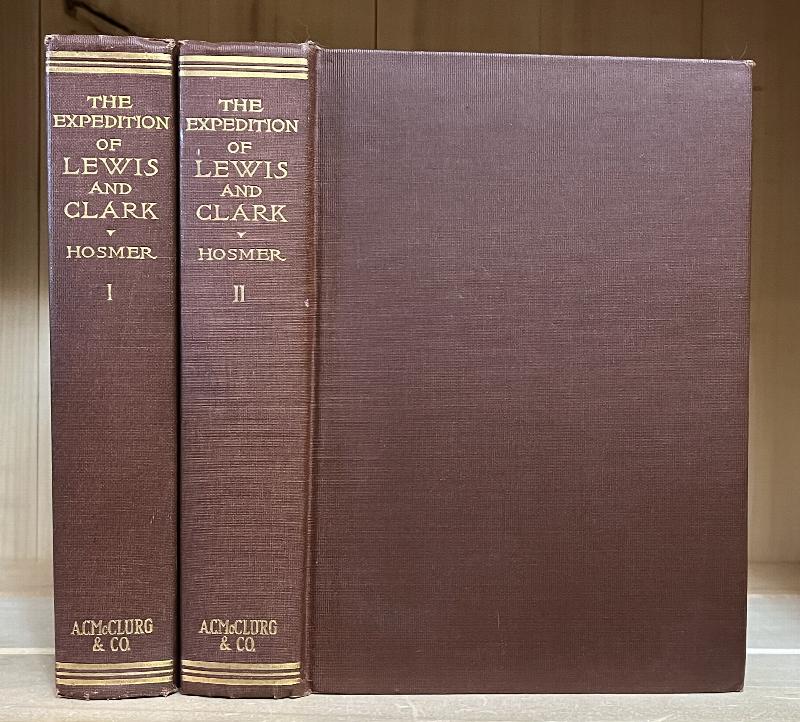 THE
EXPEDITION
OF
LEWIS
AND
CLARK
HOSMER
I
A.C.McCLURG
& CO.
THE
EXPEDITION
OF
LEWIS
AND
CLARK
HOSMER
II
A.C.McCLURG
& CO.